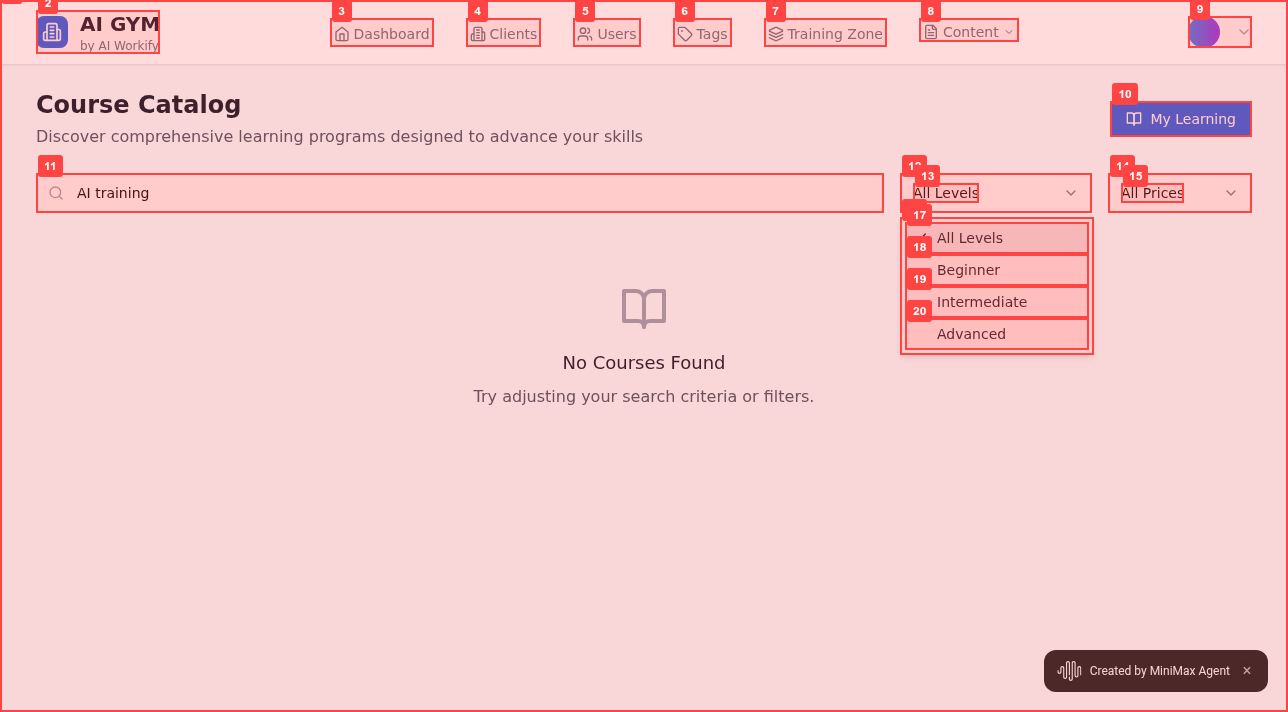 2
3
4
5
6
7
8
9
AI GYM
by AI Workify
Dashboard
Clients
Users
Tags
Training Zone
Content
Course Catalog
Discover comprehensive learning programs designed to advance your skills
10
My Learning
11
AI training
13
All Levels
14
15
All Prices
17
All Levels
18
Beginner
19
Intermediate
20
Advanced
No Courses Found
Try adjusting your search criteria or filters.
Created by MiniMax Agent
×